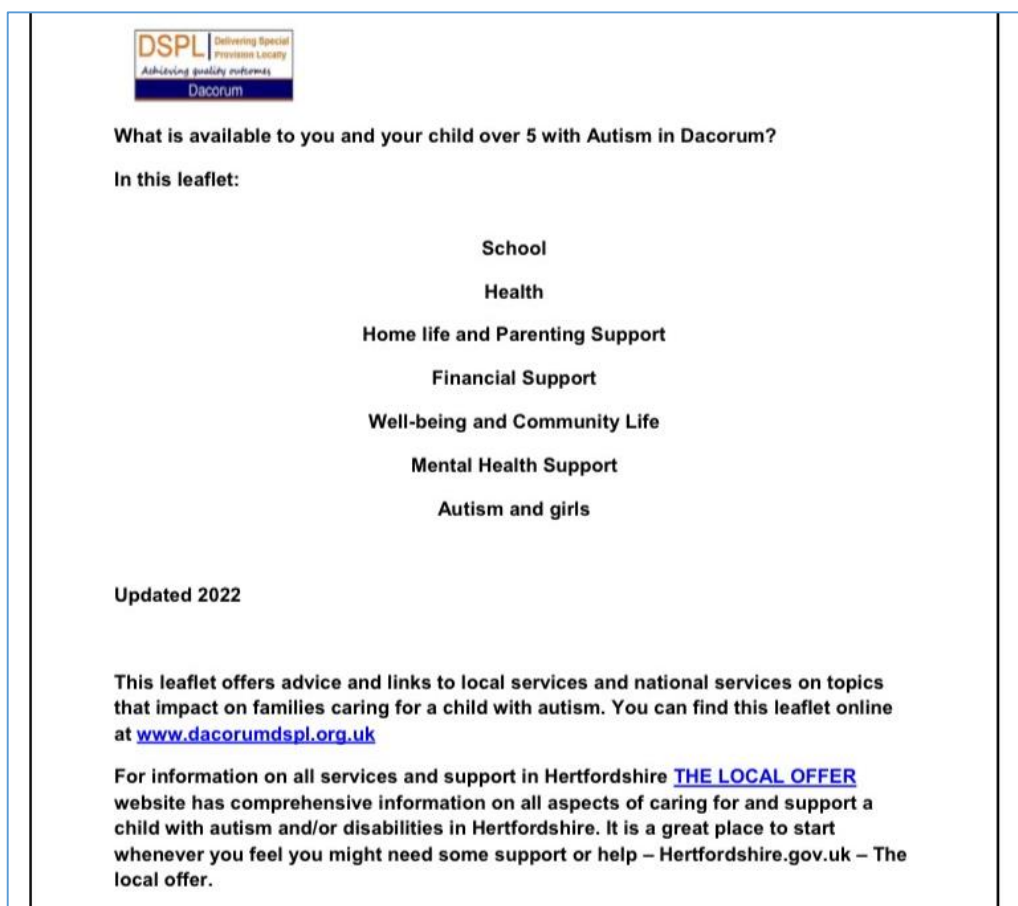 DSPL Delivering Special
Provision Locally
Achieving quality outcomes
Dacorum
What is available to you and your child over 5 with Autism in Dacorum?
In this leaflet:
School
Health
Home life and Parenting Support
Financial Support
Well-being and Community Life
Mental Health Support
Autism and girls
Updated 2022
This leaflet offers advice and links to local services and national services on topics
that impact on families caring for a child with autism. You can find this leaflet online
at www.dacorumdspl.org.uk
For information on all services and support in Hertfordshire THE LOCAL OFFER
website has comprehensive information on all aspects of caring for and support a
child with autism and/or disabilities in Hertfordshire. It is a great place to start
whenever you feel you might need some support or help – Hertfordshire.gov.uk – The
local offer.